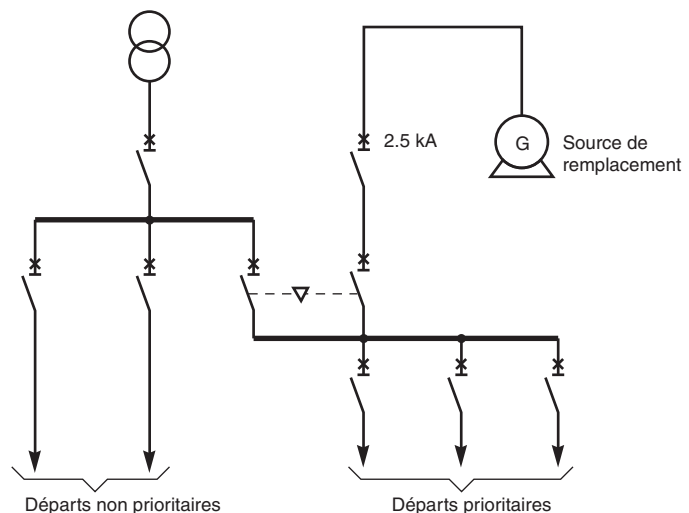 2.5 kA
G
Source de
remplacement
Départs non prioritaires
Départs prioritaires